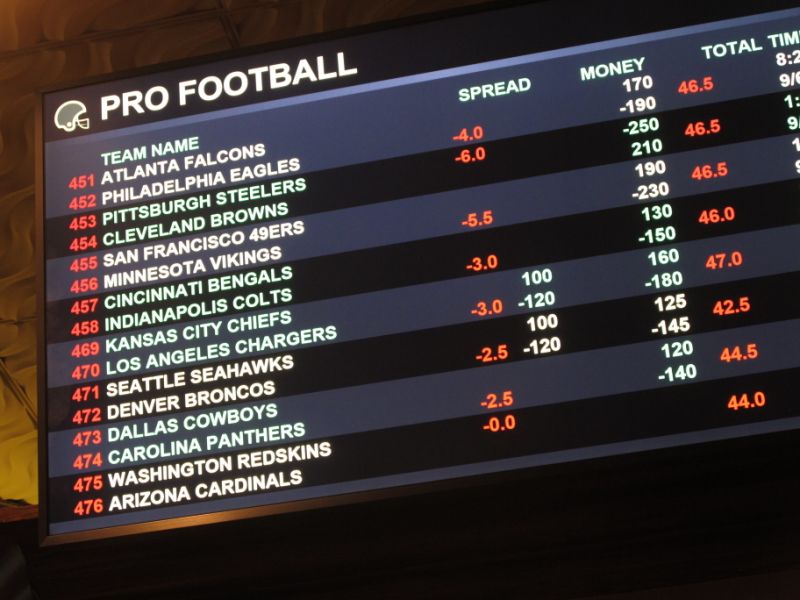 PRO FOOTBALL
TEAM NAME SPREAD MONEY TOTAL
451 ATLANTA FALCONS 170 46.5
452 PHILADELPHIA EAGLES -4.0 -190
453 PITTSBURGH STEELERS -6.0 -250 46.5
454 CLEVELAND BROWNS 210
455 SAN FRANCISCO 49ERS 190 46.5
456 MINNESOTA VIKINGS -5.5 -230
457 CINCINNATI BENGALS 130 46.0
458 INDIANAPOLIS COLTS -3.0 -150
469 KANSAS CITY CHIEFS 100 160 47.0
470 LOS ANGELES CHARGERS -3.0 -120 -180
471 SEATTLE SEAHAWKS 100 125 42.5
472 DENVER BRONCOS -2.5 -120 -145
473 DALLAS COWBOYS 120 44.5
474 CAROLINA PANTHERS -2.5 -140
475 WASHINGTON REDSKINS -0.0 44.0
476 ARIZONA CARDINALS